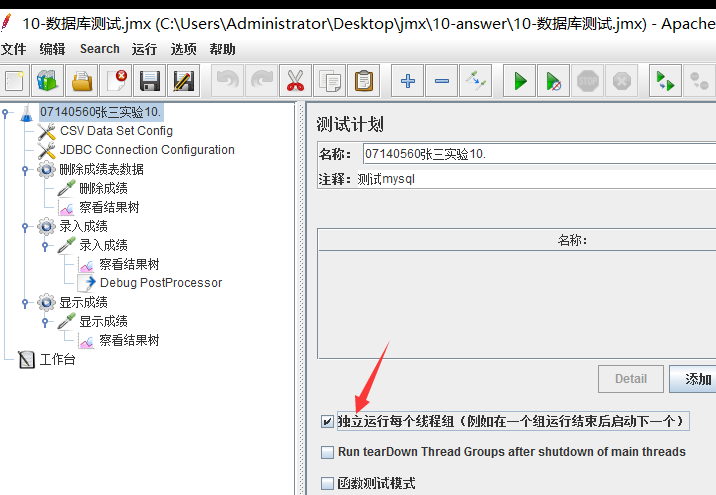 10-数据库测试.jmx (C:\Users\Administrator\Desktop\jmx\10-answer\10-数据库测试.jmx) - Apache
文件 编辑 Search 运行 选项 帮助
07140560张三实验10.
CSV Data Set Config
JDBC Connection Configuration
删除成绩表数据
删除成绩
察看结果树
录入成绩
录入成绩
察看结果树
Debug PostProcessor
显示成绩
显示成绩
察看结果树
工作台
测试计划
名称： 07140560张三实验10.
注释： 测试mysql
名称：
Detail 添加
独立运行每个线程组（例如在一个组运行结束后启动下一个）
Run tearDown Thread Groups after shutdown of main threads
函数测试模式